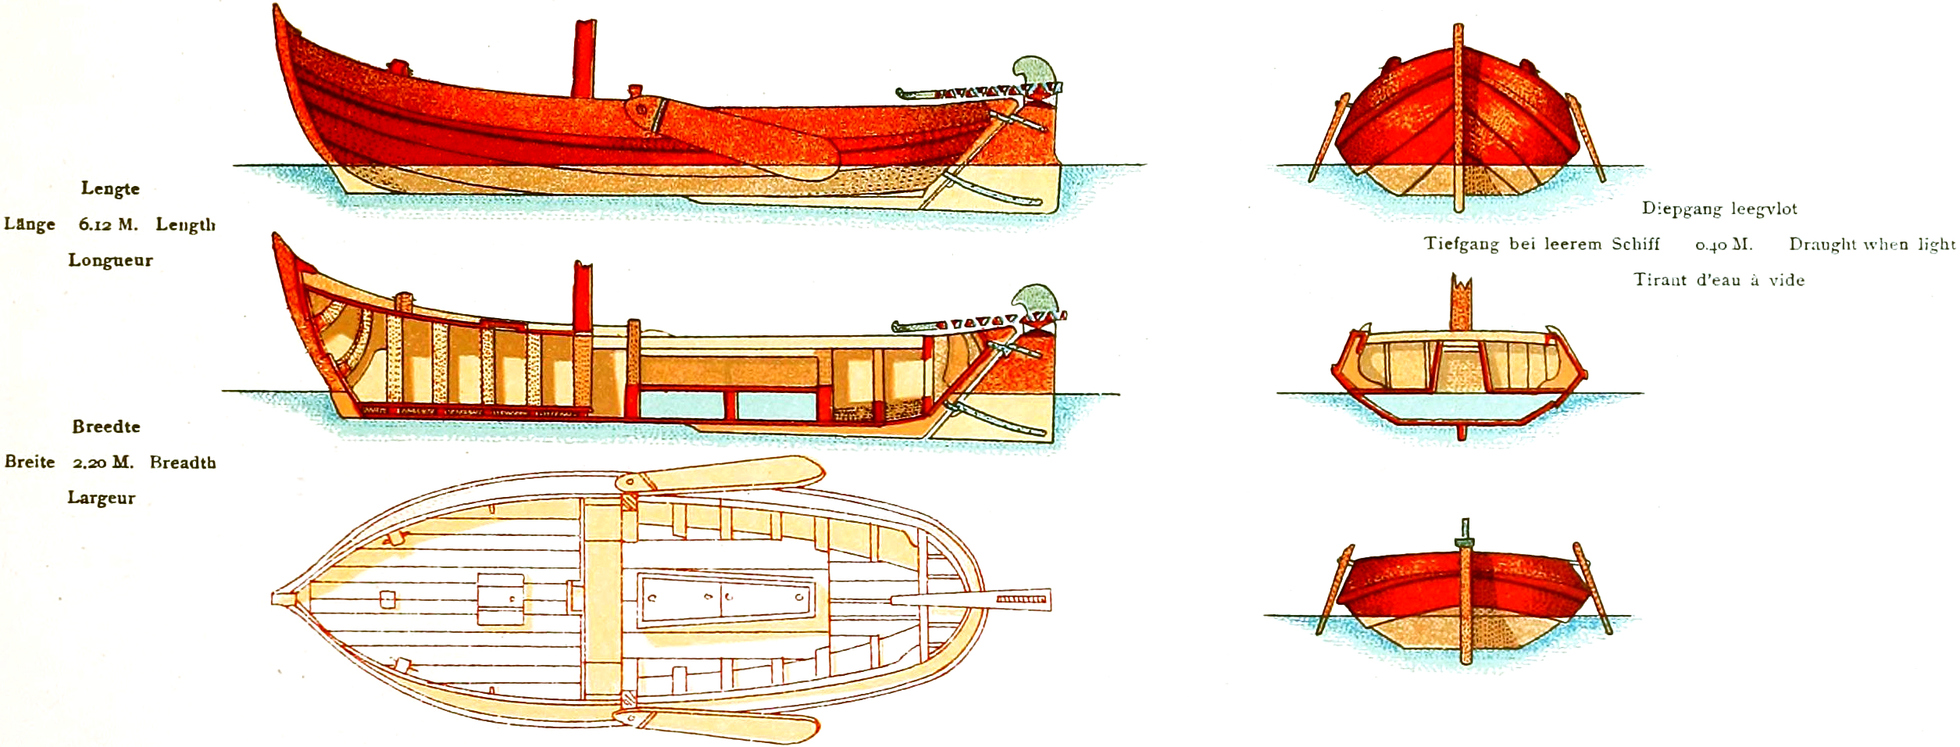 Lengte
Länge 6.12 M. Length
Longueur
Breedte
Breite 2.20 M. Breadth
Largeur
Diepgang leegvlot
Tiefgang bei leerem Schiff 0.40 M. Draught when light
Tirant d'eau à vide